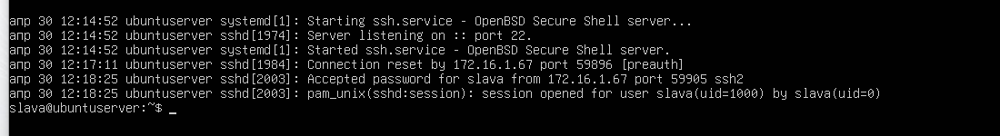 апр 30 12:14:52 ubuntuserver systemd[1]: Starting ssh.service - OpenBSD Secure Shell server...
апр 30 12:14:52 ubuntuserver sshd[1974]: Server listening on :: port 22.
апр 30 12:14:52 ubuntuserver systemd[1]: Started ssh.service - OpenBSD Secure Shell server.
апр 30 12:17:11 ubuntuserver sshd[1984]: Connection reset by 172.16.1.67 port 59896 [preauth]
апр 30 12:18:25 ubuntuserver sshd[2003]: Accepted password for slava from 172.16.1.67 port 59905 ssh2
апр 30 12:18:25 ubuntuserver sshd[2003]: pam_unix(sshd:session): session opened for user slava(uid=1000) by slava(uid=0)
slava@ubuntuserver:~$ _